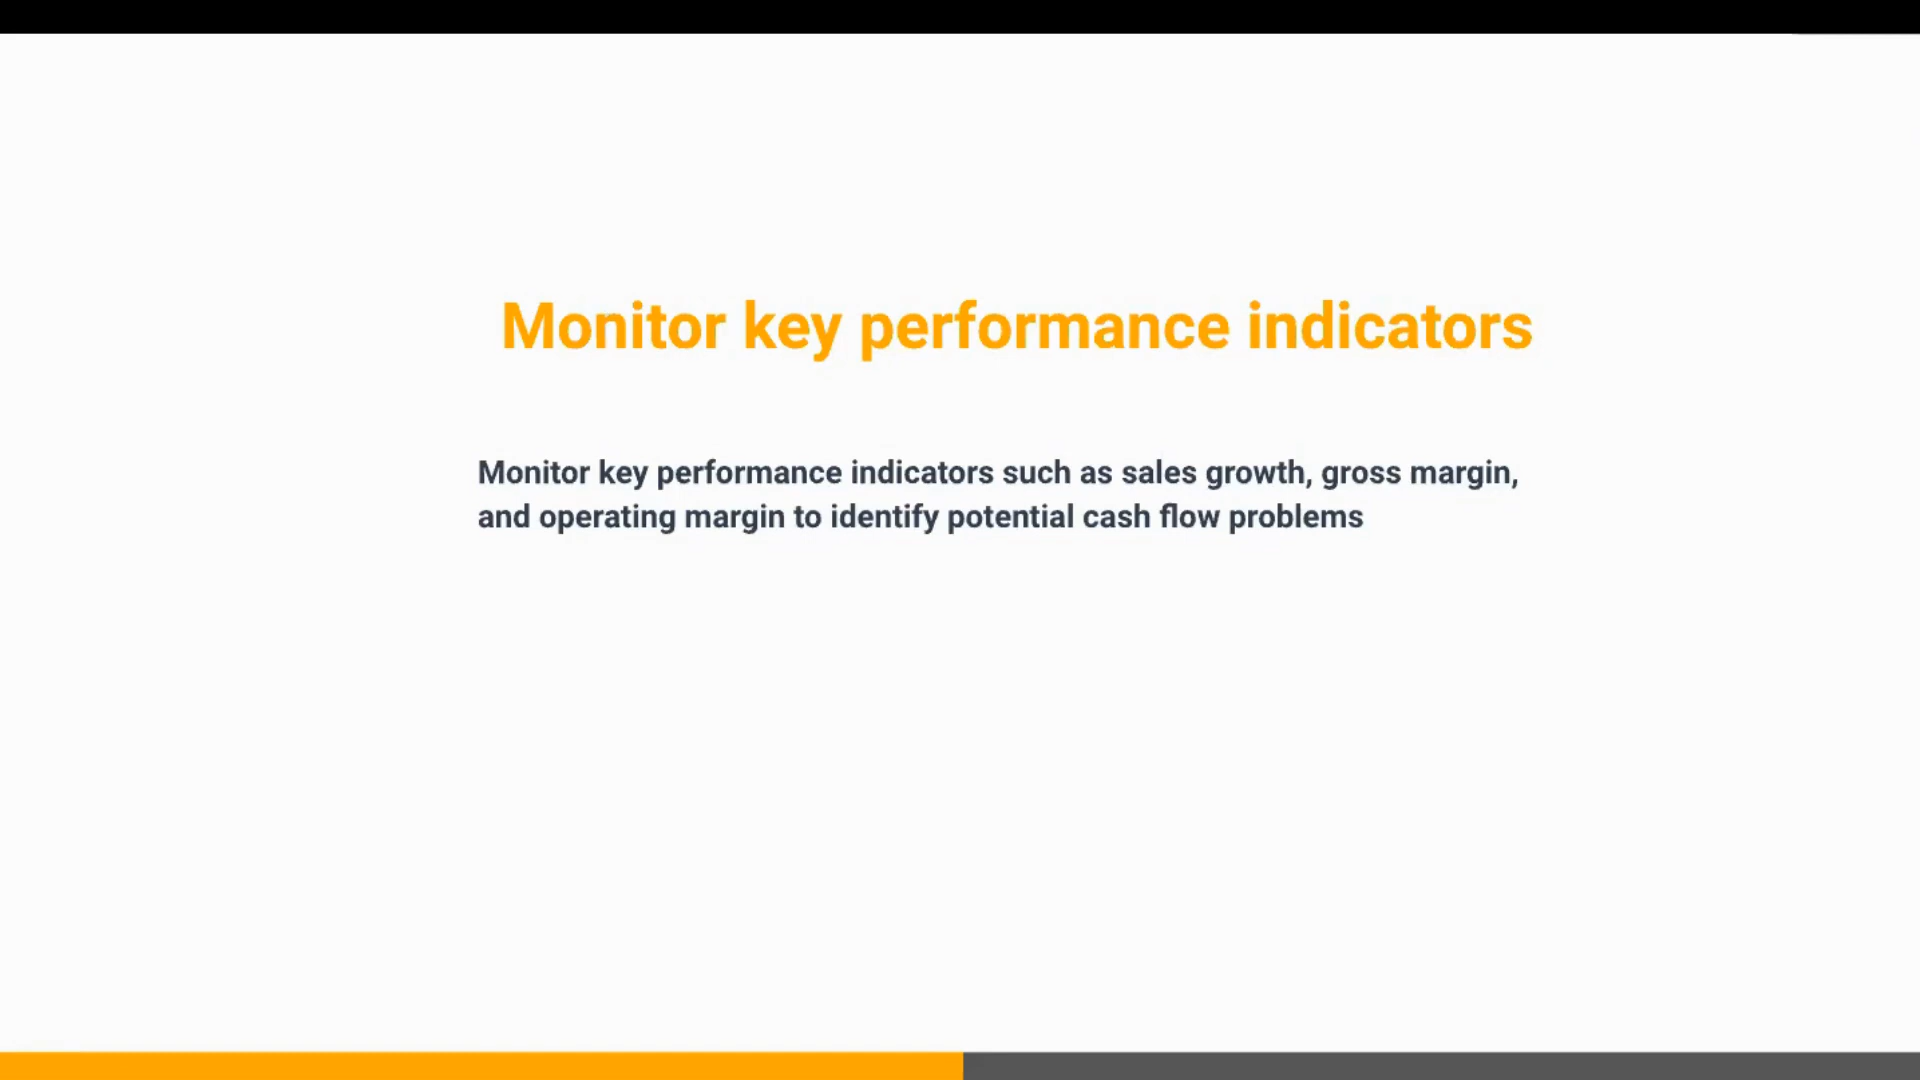 Monitor key performance indicators
Monitor key performance indicators such as sales growth, gross margin,
and operating margin to identify potential cash flow problems